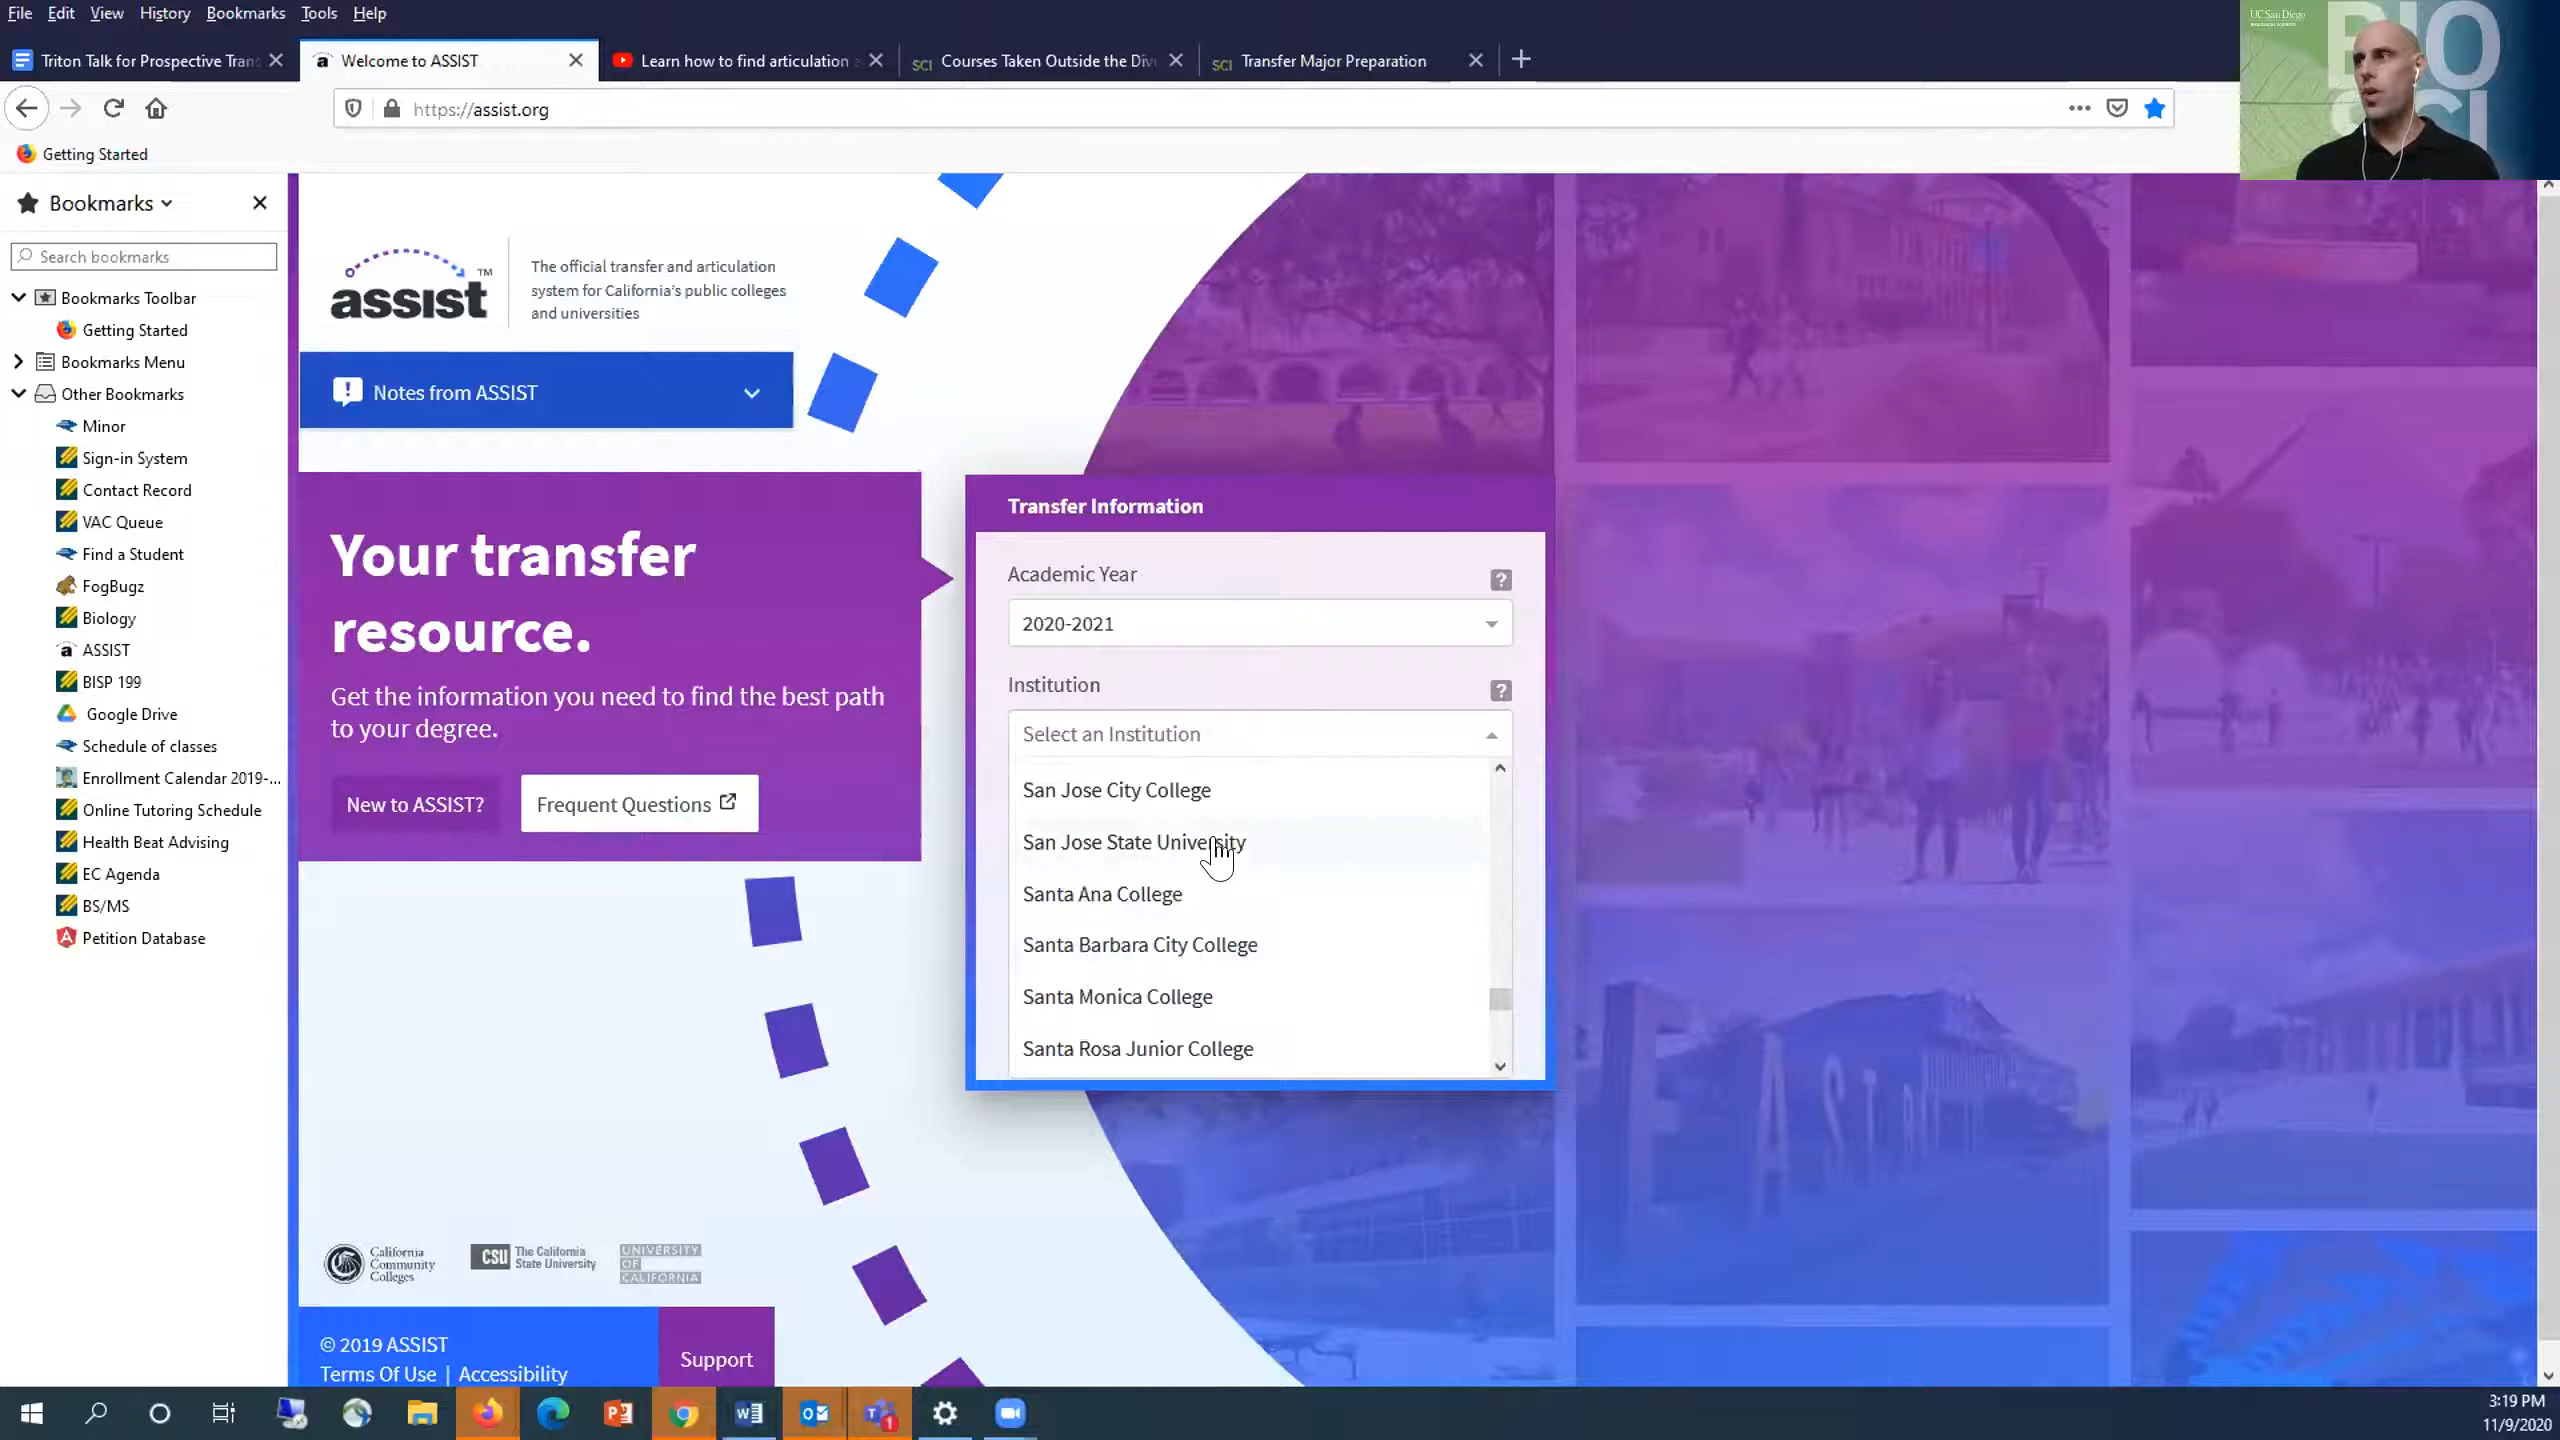 File Edit View History Bookmarks Tools Help
Triton Talk for Prospective Tran
Welcome to ASSIST
Learn how to find articulation
SCI Courses Taken Outside the Div
SCI Transfer Major Preparation
https://assist.org
Getting Started
UC San Diego
BIO
SCI
Bookmarks
Search bookmarks
Bookmarks Toolbar
Getting Started
Bookmarks Menu
Other Bookmarks
Minor
Sign-in System
Contact Record
VAC Queue
Find a Student
FogBugz
Biology
ASSIST
BISP 199
Google Drive
Schedule of classes
Enrollment Calendar 2019-...
Online Tutoring Schedule
Health Beat Advising
EC Agenda
BS/MS
Petition Database
assist™
The official transfer and articulation
system for California's public colleges
and universities
Notes from ASSIST
Your transfer
resource.
Get the information you need to find the best path
to your degree.
New to ASSIST?
Frequent Questions
Transfer Information
Academic Year
?
2020-2021
Institution
?
Select an Institution
San Jose City College
San Jose State University
Santa Ana College
Santa Barbara City College
Santa Monica College
Santa Rosa Junior College
California
Community
Colleges
CSU The California
State University
UNIVERSITY
OF
CALIFORNIA
© 2019 ASSIST
Terms Of Use | Accessibility
Support
3:19 PM
11/9/2020